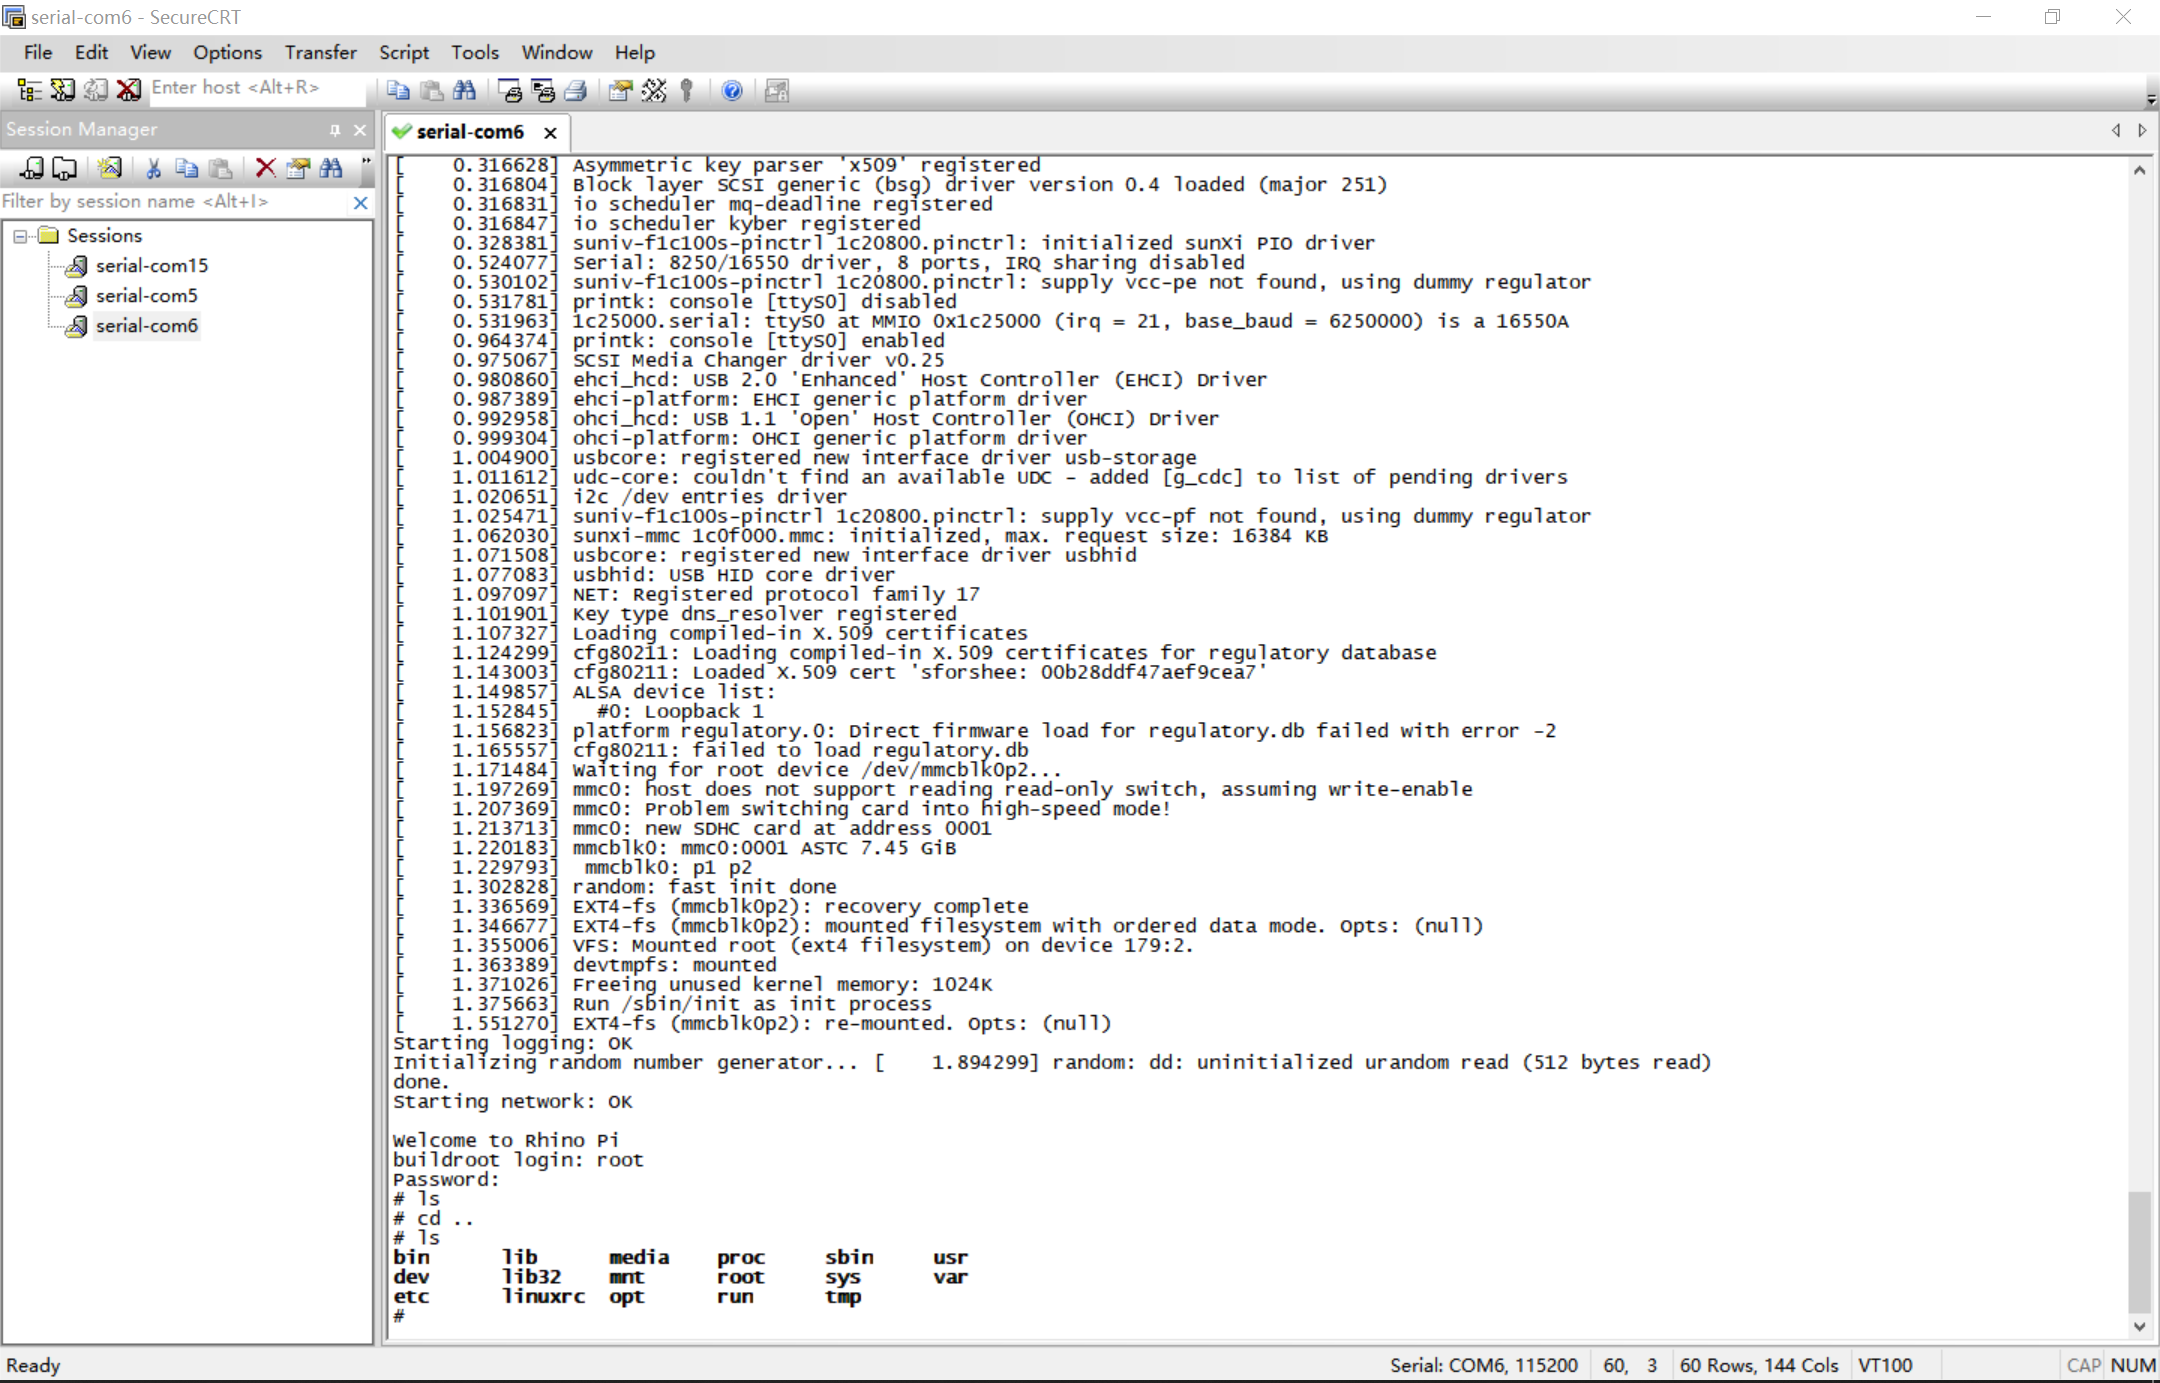 serial-com6 - SecureCRT
File Edit View Options Transfer Script Tools Window Help
Enter host <Alt+R>
Session Manager
Filter by session name <Alt+I>
Sessions
serial-com15
serial-com5
serial-com6
serial-com6
[    0.316628] Asymmetric key parser 'x509' registered
[    0.316804] Block layer SCSI generic (bsg) driver version 0.4 loaded (major 251)
[    0.316831] io scheduler mq-deadline registered
[    0.316847] io scheduler kyber registered
[    0.328381] suniv-f1c100s-pinctrl 1c20800.pinctrl: initialized sunXi PIO driver
[    0.524077] Serial: 8250/16550 driver, 8 ports, IRQ sharing disabled
[    0.530102] suniv-f1c100s-pinctrl 1c20800.pinctrl: supply vcc-pe not found, using dummy regulator
[    0.531781] printk: console [ttyS0] disabled
[    0.531963] 1c25000.serial: ttyS0 at MMIO 0x1c25000 (irq = 21, base_baud = 6250000) is a 16550A
[    0.964374] printk: console [ttyS0] enabled
[    0.975067] SCSI Media Changer driver v0.25
[    0.980860] ehci_hcd: USB 2.0 'Enhanced' Host Controller (EHCI) Driver
[    0.987389] ehci-platform: EHCI generic platform driver
[    0.992958] ohci_hcd: USB 1.1 'Open' Host Controller (OHCI) Driver
[    0.999304] ohci-platform: OHCI generic platform driver
[    1.004900] usbcore: registered new interface driver usb-storage
[    1.011612] udc-core: couldn't find an available UDC - added [g_cdc] to list of pending drivers
[    1.020651] i2c /dev entries driver
[    1.025471] suniv-f1c100s-pinctrl 1c20800.pinctrl: supply vcc-pf not found, using dummy regulator
[    1.062030] sunxi-mmc 1c0f000.mmc: initialized, max. request size: 16384 KB
[    1.071508] usbcore: registered new interface driver usbhid
[    1.077083] usbhid: USB HID core driver
[    1.097097] NET: Registered protocol family 17
[    1.101901] Key type dns_resolver registered
[    1.107327] Loading compiled-in X.509 certificates
[    1.124299] cfg80211: Loading compiled-in X.509 certificates for regulatory database
[    1.143003] cfg80211: Loaded X.509 cert 'sforshee: 00b28ddf47aef9cea7'
[    1.149857] ALSA device list:
[    1.152845]   #0: Loopback 1
[    1.156823] platform regulatory.0: Direct firmware load for regulatory.db failed with error -2
[    1.165557] cfg80211: failed to load regulatory.db
[    1.171484] Waiting for root device /dev/mmcblk0p2...
[    1.197269] mmc0: host does not support reading read-only switch, assuming write-enable
[    1.207369] mmc0: Problem switching card into high-speed mode!
[    1.213713] mmc0: new SDHC card at address 0001
[    1.220183] mmcblk0: mmc0:0001 ASTC 7.45 GiB
[    1.229793]  mmcblk0: p1 p2
[    1.302828] random: fast init done
[    1.336569] EXT4-fs (mmcblk0p2): recovery complete
[    1.346677] EXT4-fs (mmcblk0p2): mounted filesystem with ordered data mode. Opts: (null)
[    1.355006] VFS: Mounted root (ext4 filesystem) on device 179:2.
[    1.363389] devtmpfs: mounted
[    1.371026] Freeing unused kernel memory: 1024K
[    1.375663] Run /sbin/init as init process
[    1.551270] EXT4-fs (mmcblk0p2): re-mounted. Opts: (null)
Starting logging: OK
Initializing random number generator... [    1.894299] random: dd: uninitialized urandom read (512 bytes read)
done.
Starting network: OK
Welcome to Rhino Pi
buildroot login: root
Password:
# ls
# cd ..
# ls
bin lib media proc sbin usr
dev lib32 mnt root sys var
etc linuxrc opt run tmp
#
Ready Serial: COM6, 115200 60, 3 60 Rows, 144 Cols VT100 CAP NUM